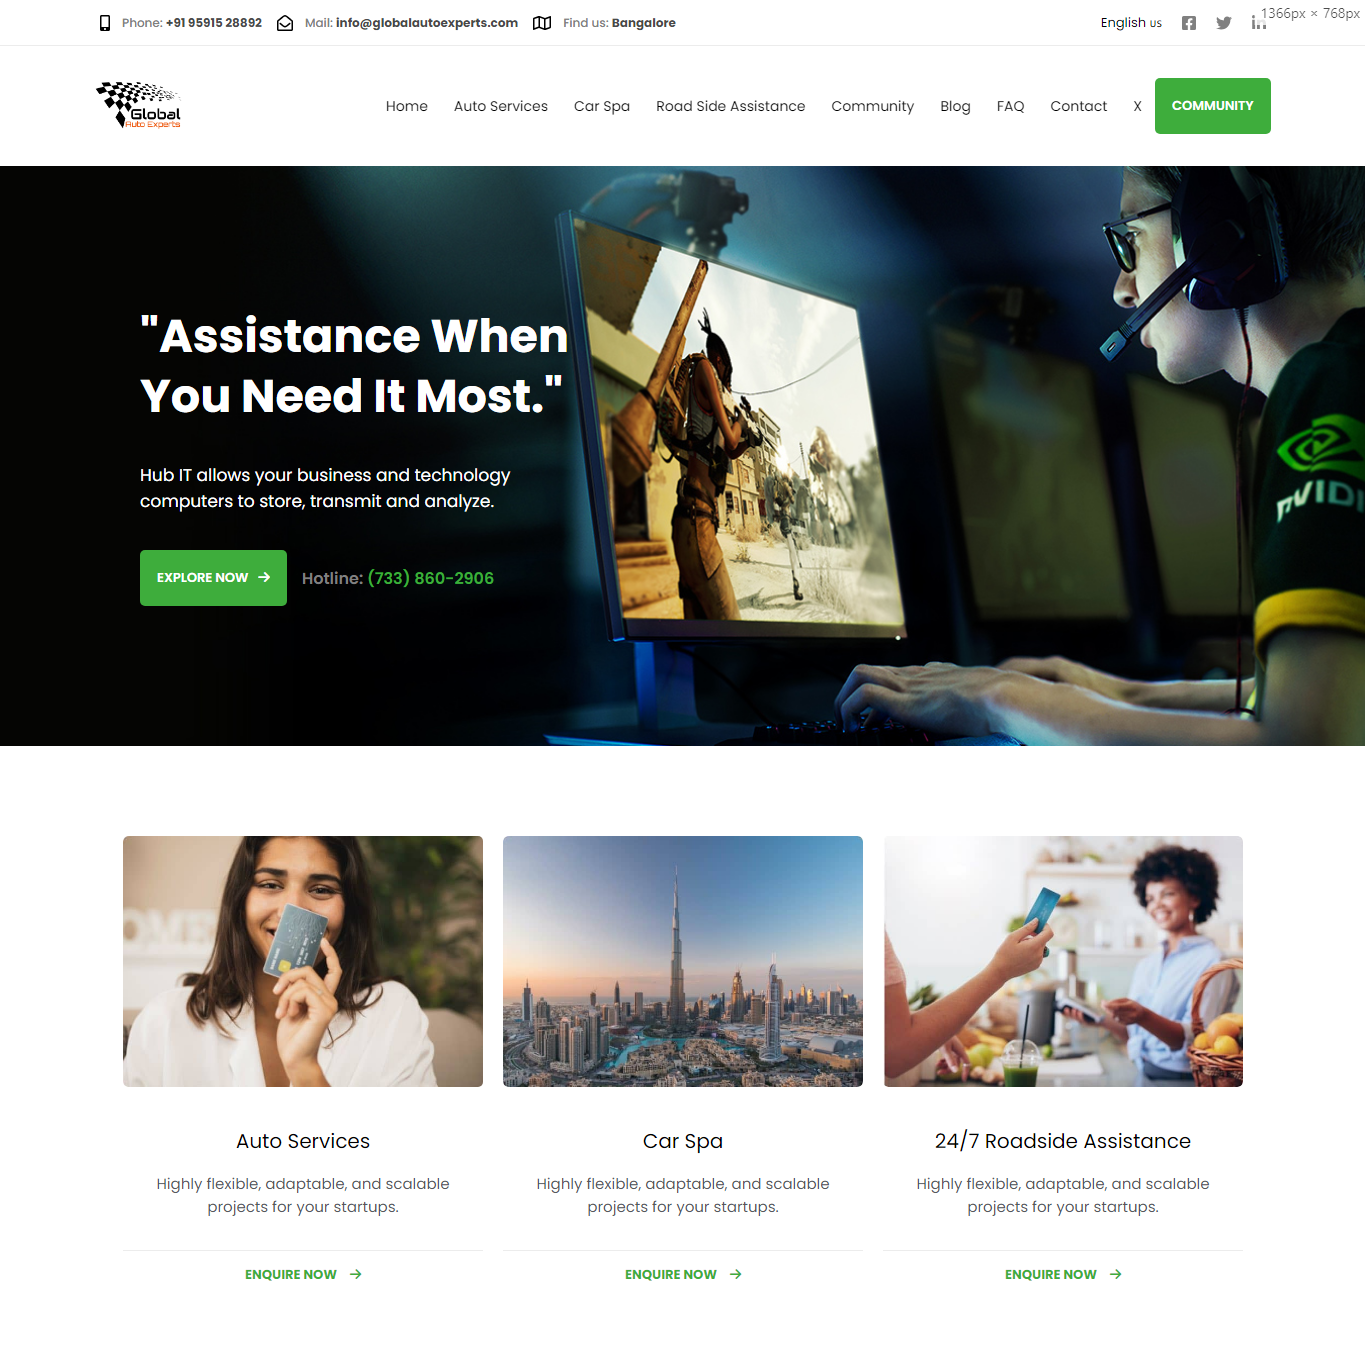 Phone: +91 95915 28892 Mail: info@globalautoexperts.com Find us: Bangalore English us
1366px × 768px
Global
Auto Experts
Home Auto Services Car Spa Road Side Assistance Community Blog FAQ Contact X COMMUNITY
"Assistance When
You Need It Most."
Hub IT allows your business and technology
computers to store, transmit and analyze.
EXPLORE NOW → Hotline: (733) 860-2906
Auto Services
Highly flexible, adaptable, and scalable
projects for your startups.
ENQUIRE NOW →
Car Spa
Highly flexible, adaptable, and scalable
projects for your startups.
ENQUIRE NOW →
24/7 Roadside Assistance
Highly flexible, adaptable, and scalable
projects for your startups.
ENQUIRE NOW →